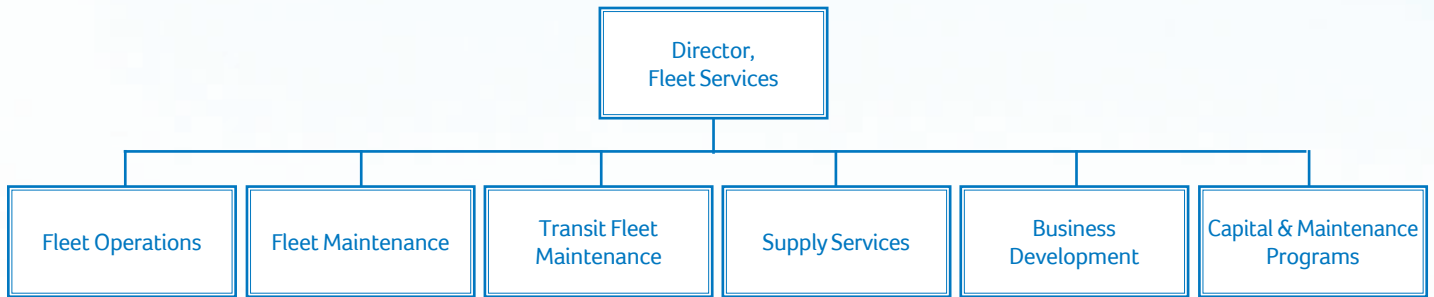 Director,
Fleet Services
Fleet Operations
Fleet Maintenance
Transit Fleet
Maintenance
Supply Services
Business
Development
Capital & Maintenance
Programs